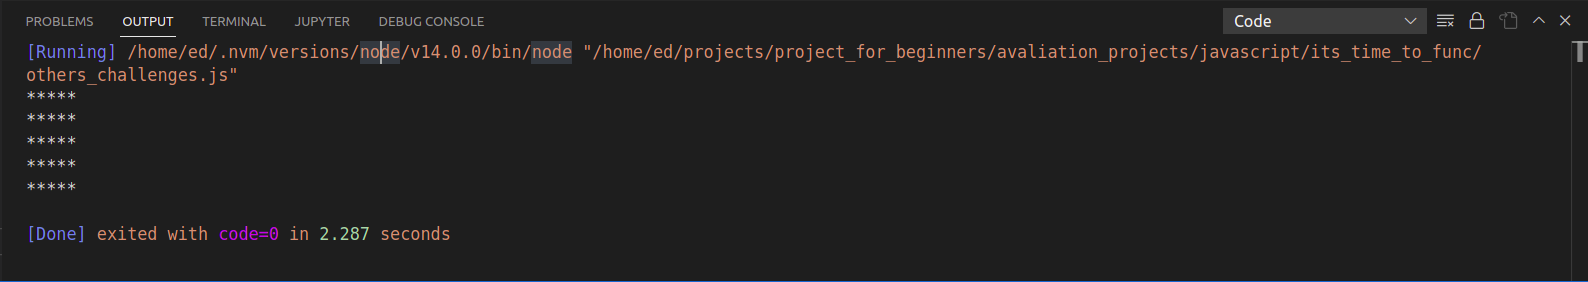 PROBLEMS OUTPUT TERMINAL JUPYTER DEBUG CONSOLE Code
[Running] /home/ed/.nvm/versions/node/v14.0.0/bin/node "/home/ed/projects/project_for_beginners/avaliation_projects/javascript/its_time_to_func/
others_challenges.js"
*****
*****
*****
*****
*****
[Done] exited with code=0 in 2.287 seconds